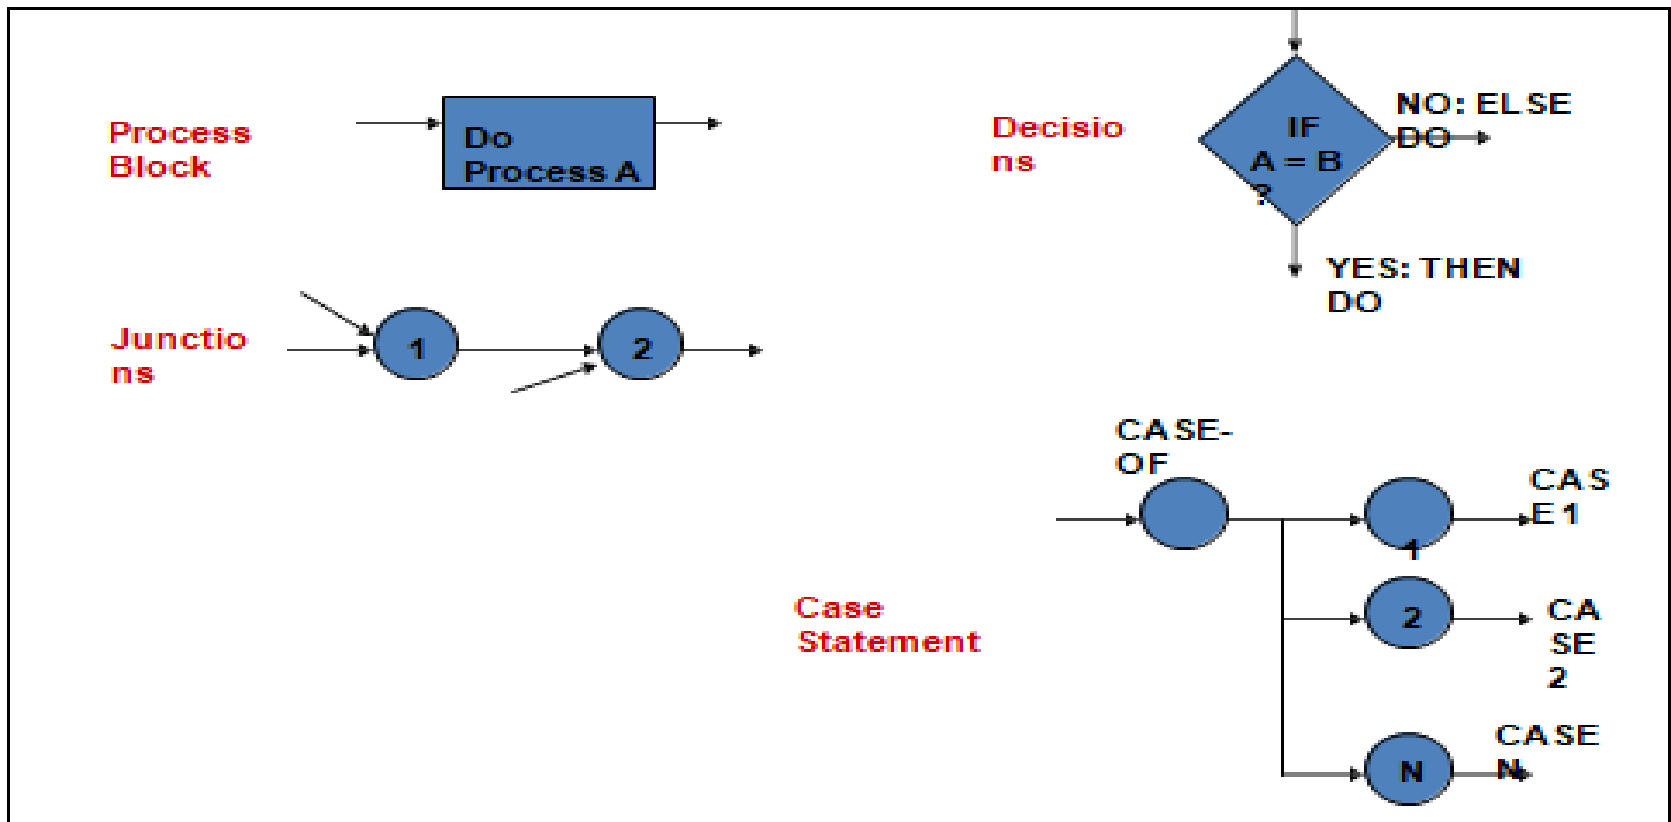 Process
Block
Do
Process A
Decisio
ns
IF
A = B
?
NO: ELSE
DO
YES: THEN
DO
Junctio
ns
1
2
CASE-
OF
1
CAS
E 1
Case
Statement
2
CA
SE
2
N
CASE
N